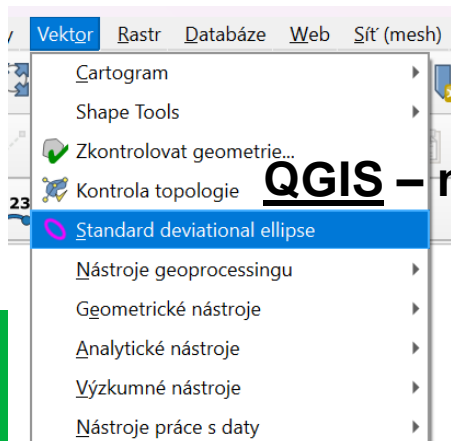 Vektor Rastr Databáze Web Síť (mesh)
Cartogram
Shape Tools
Zkontrolovat geometrie...
Kontrola topologie QGIS –
23
Standard deviational ellipse
Nástroje geoprocessingu
Geometrické nástroje
Analytické nástroje
Výzkumné nástroje
Nástroje práce s daty